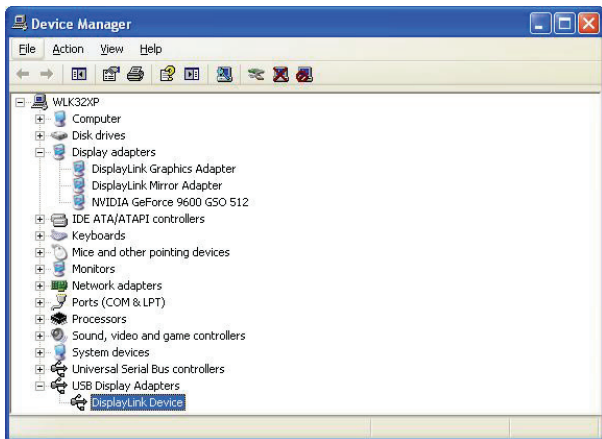 Device Manager
File Action View Help
WLK32XP
Computer
Disk drives
Display adapters
DisplayLink Graphics Adapter
DisplayLink Mirror Adapter
NVIDIA GeForce 9600 GSO 512
IDE ATA/ATAPI controllers
Keyboards
Mice and other pointing devices
Monitors
Network adapters
Ports (COM & LPT)
Processors
Sound, video and game controllers
System devices
Universal Serial Bus controllers
USB Display Adapters
DisplayLink Device